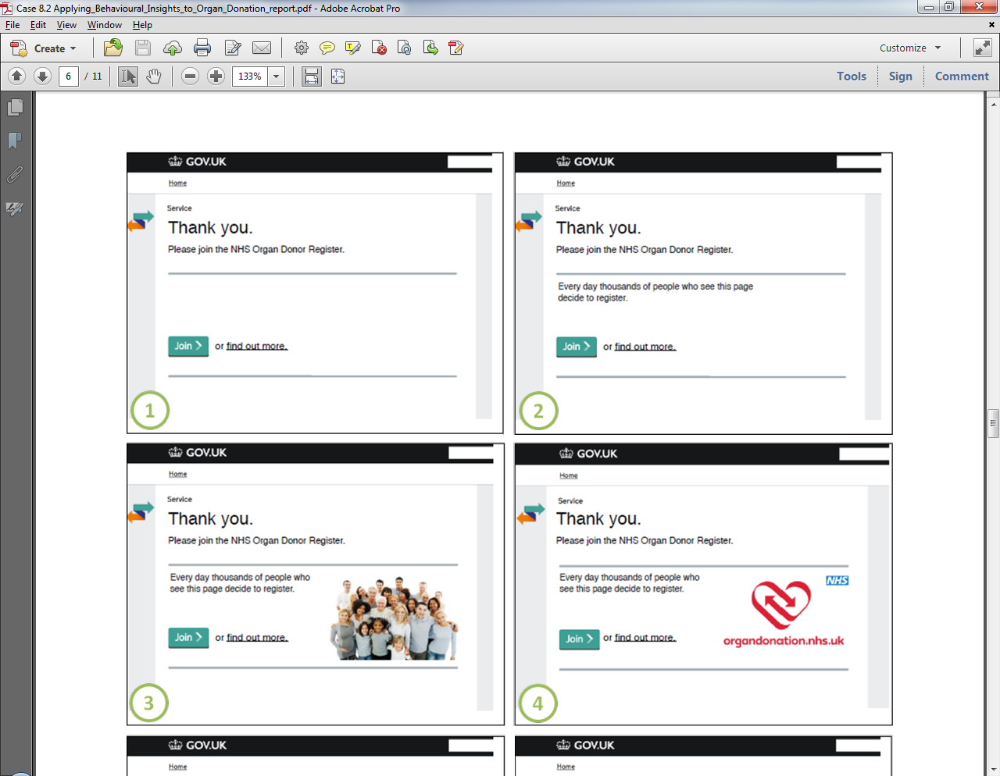 Case 8.2 Applying_Behavioural_Insights_to_Organ_Donation_report.pdf - Adobe Acrobat Pro
File Edit View Window Help
Create
Customize
6 / 11
133%
Tools Sign Comment
GOV.UK
Home
Service
Thank you.
Please join the NHS Organ Donor Register.
Join or find out more.
1
GOV.UK
Home
Service
Thank you.
Please join the NHS Organ Donor Register.
Every day thousands of people who see this page
decide to register.
Join or find out more.
2
GOV.UK
Home
Service
Thank you.
Please join the NHS Organ Donor Register.
Every day thousands of people who
see this page decide to register.
Join or find out more.
3
GOV.UK
Home
Service
Thank you.
Please join the NHS Organ Donor Register.
Every day thousands of people who
see this page decide to register.
NHS
Join or find out more.
organdonation.nhs.uk
4
GOV.UK
Home
GOV.UK
Home